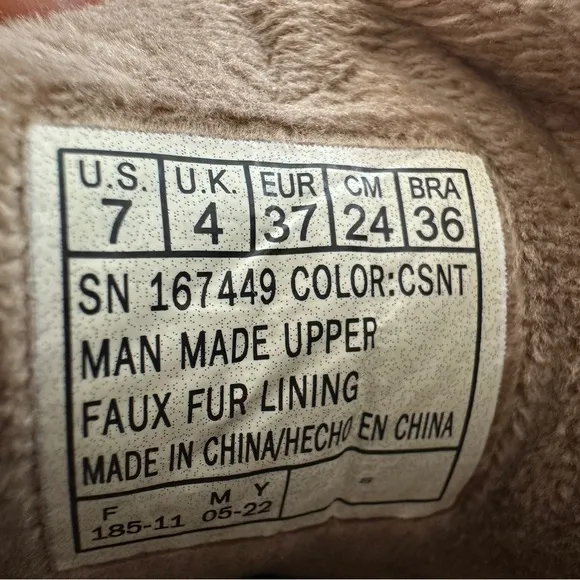 U.S. U.K. EUR CM BRA
7 4 37 24 36
SN 167449 COLOR:CSNT
MAN MADE UPPER
FAUX FUR LINING
MADE IN CHINA/HECHO EN CHINA
F M Y
185-11 05-22